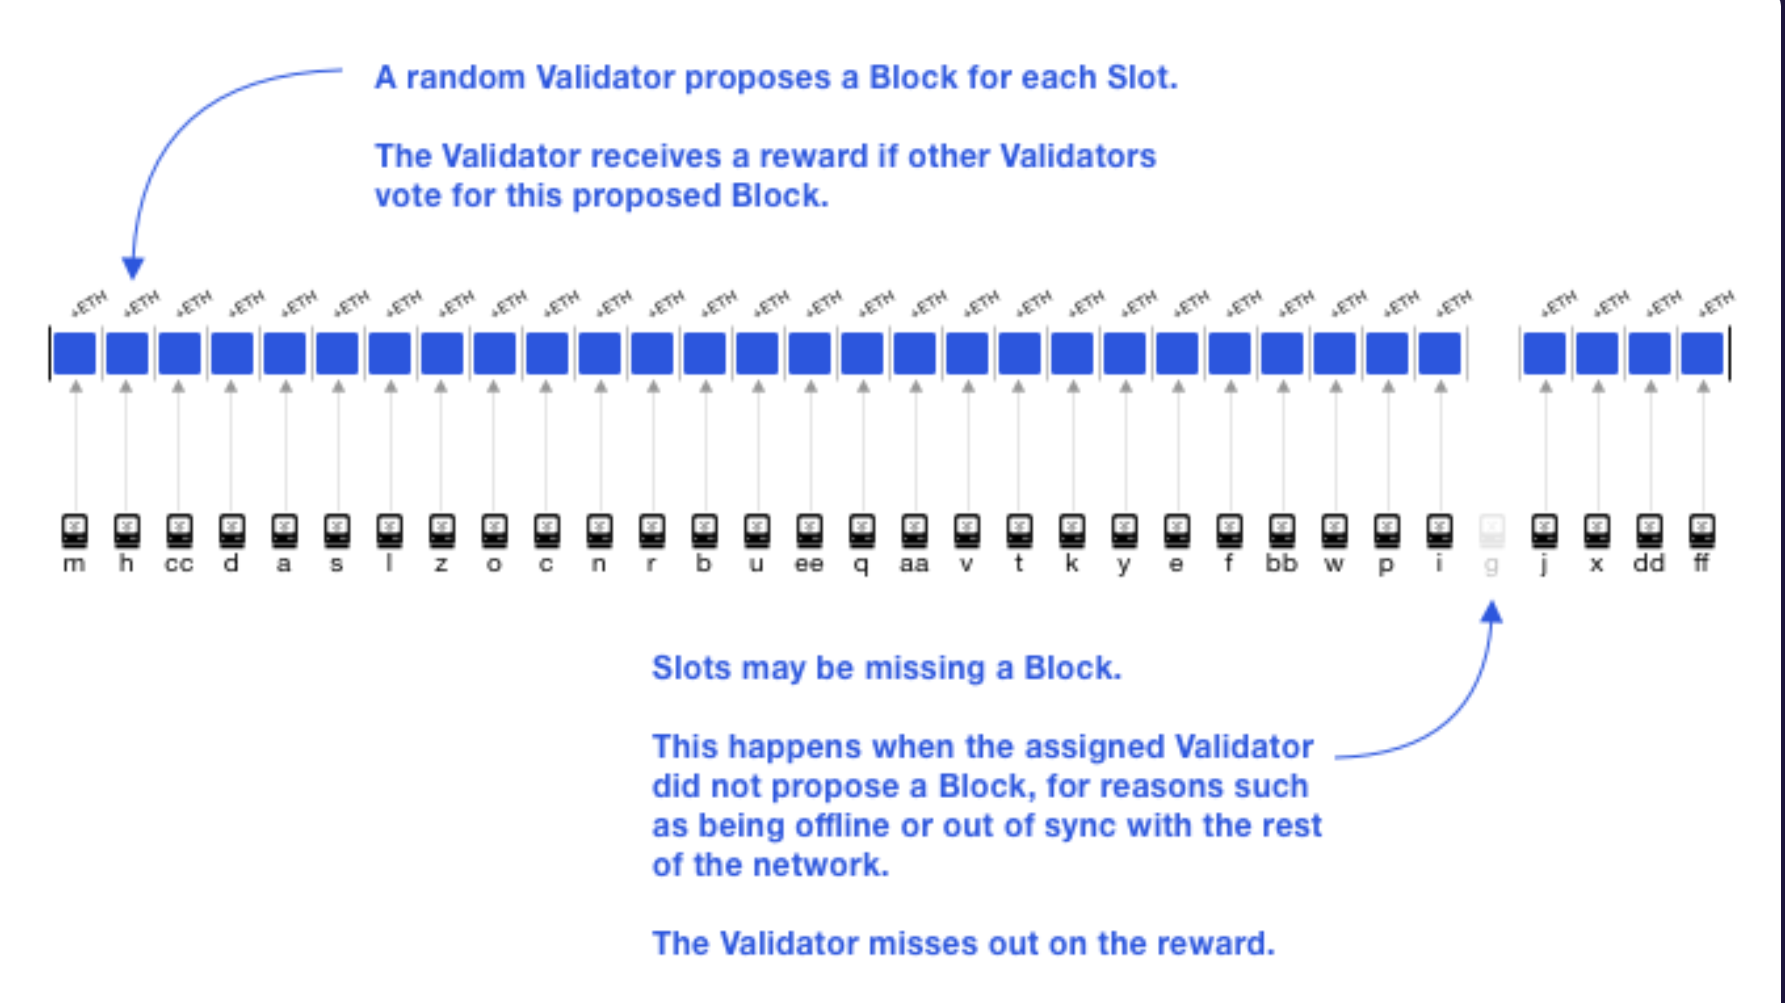 A random Validator proposes a Block for each Slot.
The Validator receives a reward if other Validators
vote for this proposed Block.
+ETH +ETH +ETH +ETH +ETH +ETH +ETH +ETH +ETH +ETH +ETH +ETH +ETH +ETH +ETH +ETH +ETH +ETH +ETH +ETH +ETH +ETH +ETH +ETH +ETH +ETH +ETH +ETH +ETH +ETH +ETH
m h cc d a s l z o c n r b u ee q aa v t k y e f bb w p i g j x dd ff
Slots may be missing a Block.
This happens when the assigned Validator
did not propose a Block, for reasons such
as being offline or out of sync with the rest
of the network.
The Validator misses out on the reward.